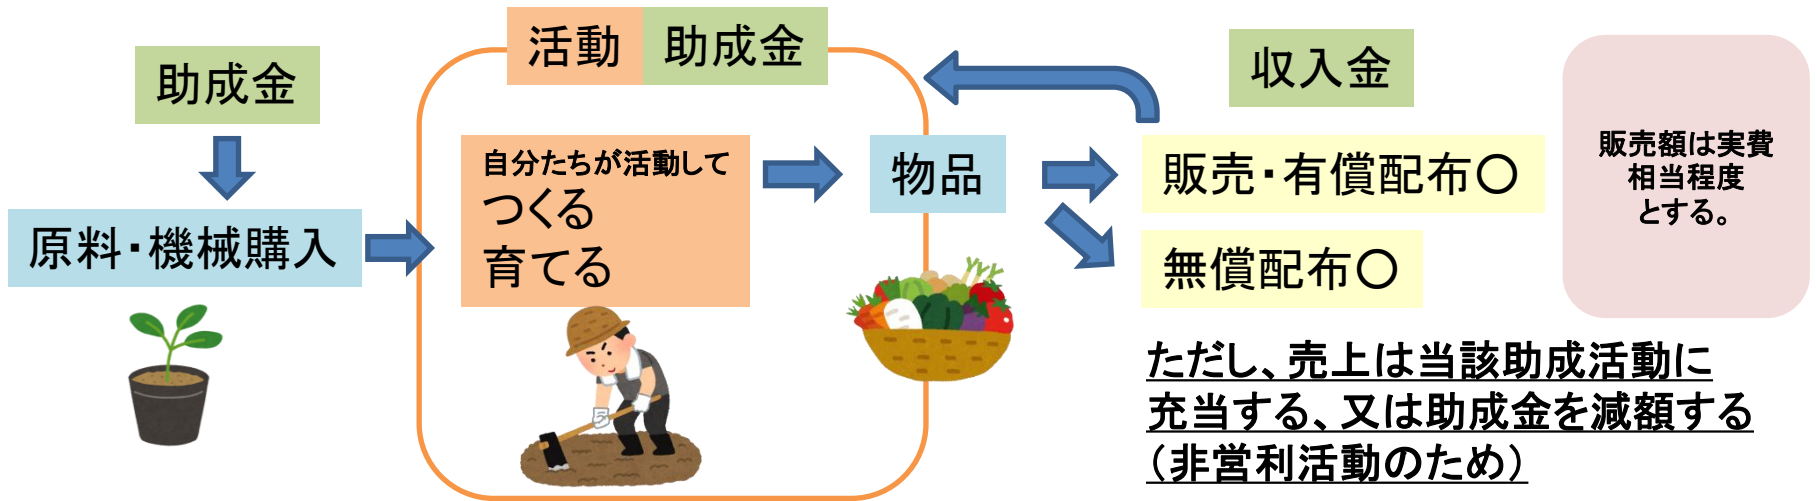 助成金
原料・機械購入
活動
助成金
自分たちが活動して
つくる
育てる
物品
収入金
販売・有償配布〇
無償配布〇
ただし、売上は当該助成活動に
充当する、又は助成金を減額する
（非営利活動のため）
販売額は実費
相当程度
とする。